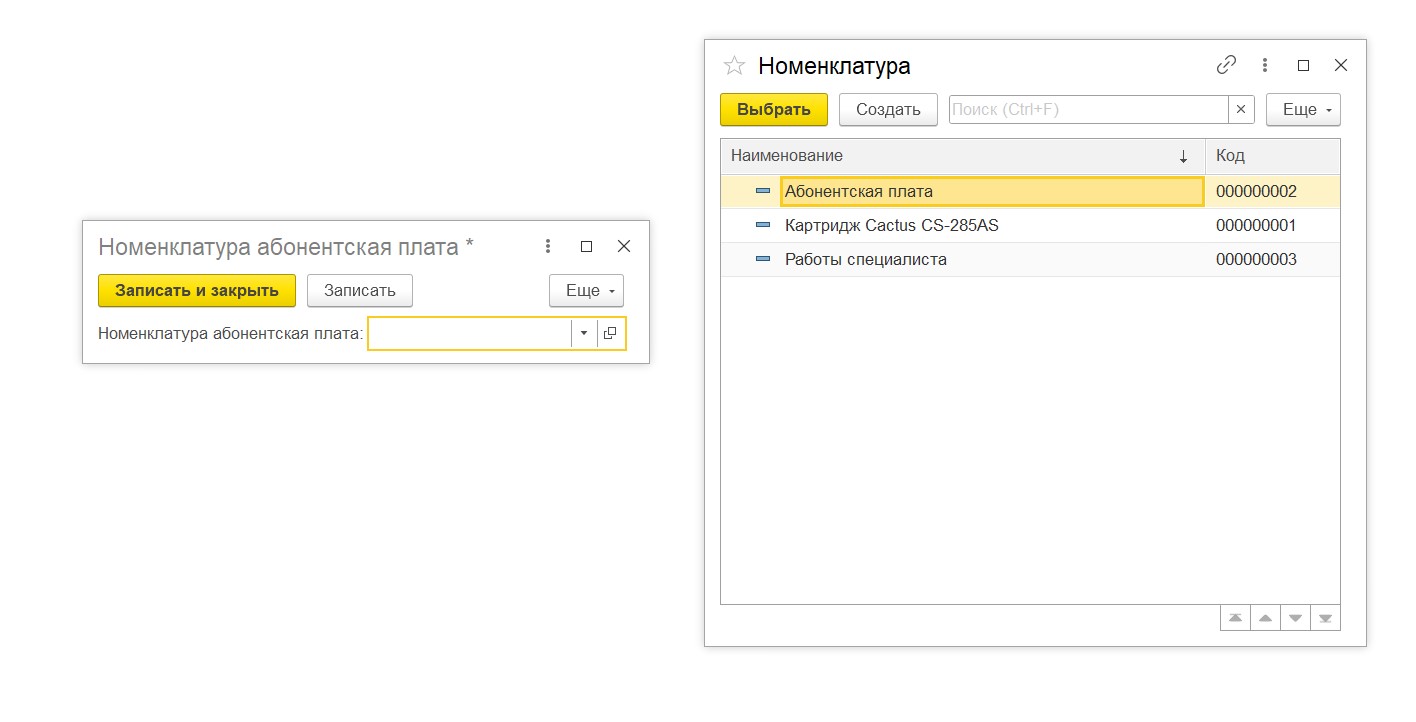 Номенклатура абонентская плата *
Записать и закрыть Записать Еще
Номенклатура абонентская плата:
Номенклатура
Выбрать Создать Поиск (Ctrl+F) Еще
Наименование Код
Абонентская плата 000000002
Картридж Cactus CS-285AS 000000001
Работы специалиста 000000003